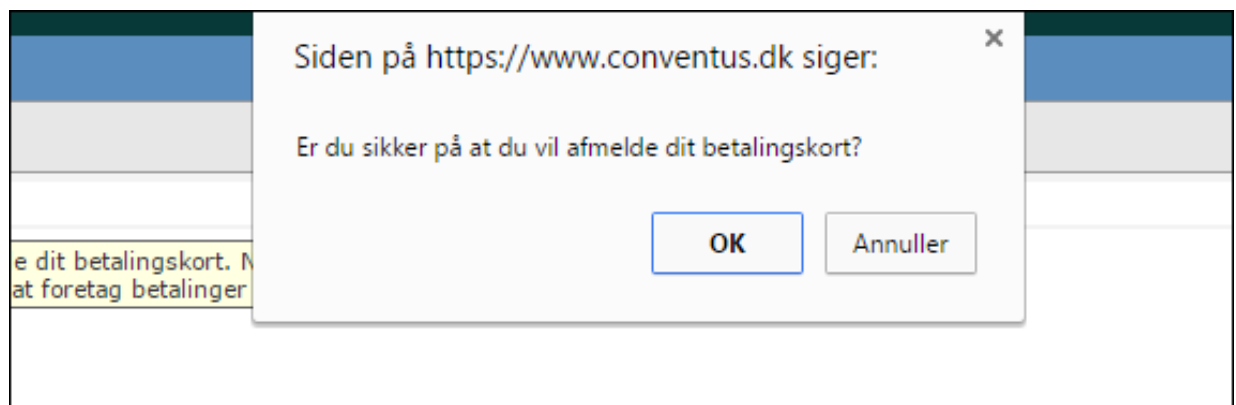 Siden på https://www.conventus.dk siger:
Er du sikker på at du vil afmelde dit betalingskort?
OK
Annuller
e dit betalingskort.
at foretag betalinger